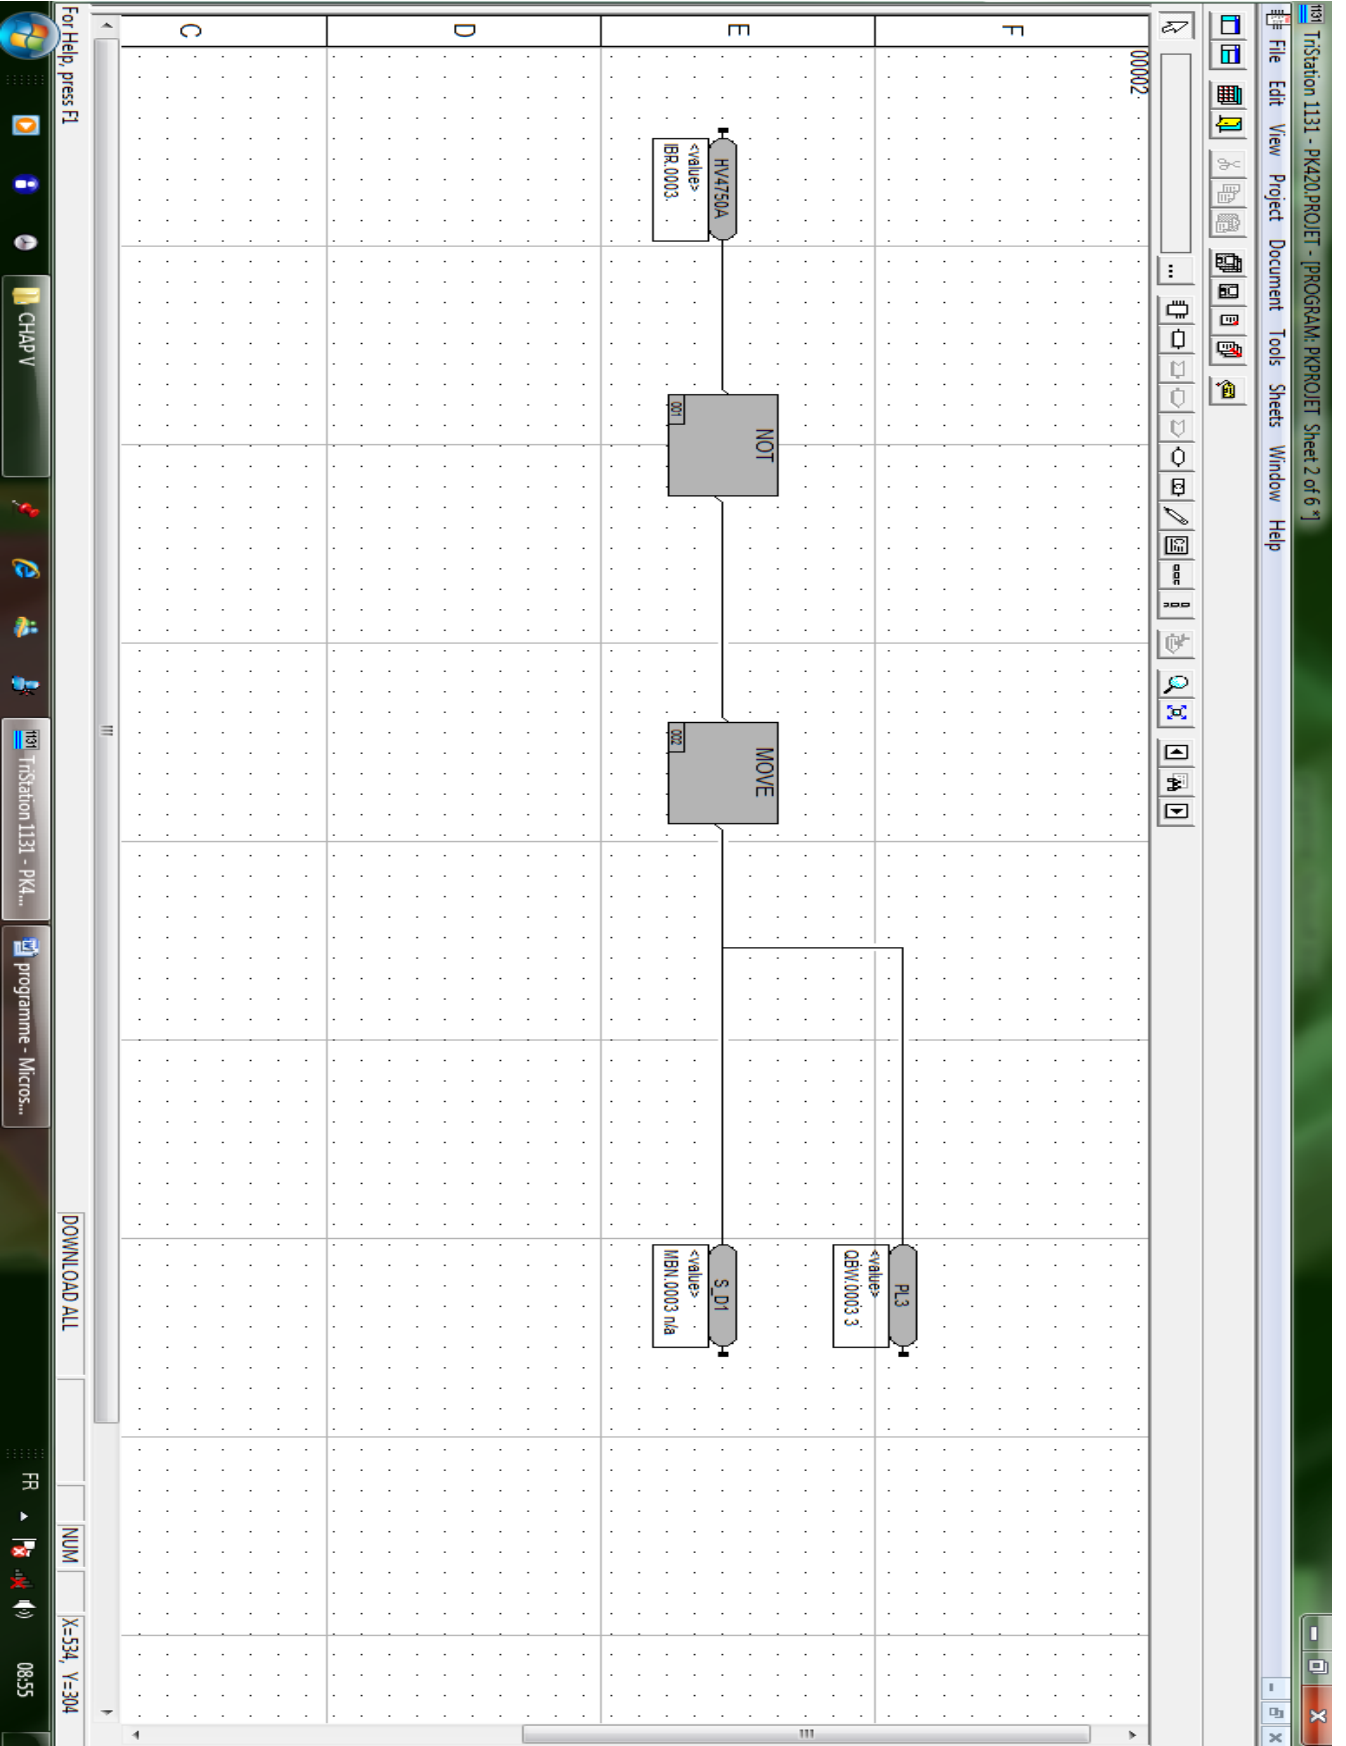 TriStation 1131 - PK420.PROJET - [PROGRAM: PKPROJET Sheet 2 of 6 *]
File Edit View Project Document Tools Sheets Window Help
00002
F
E
D
C
PL3
<value>
QBW.0003 3
HV4750A
<value>
IBR.0003
NOT
001
MOVE
002
S_D1
<value>
MBN.0003 n/a
For Help, press F1
DOWNLOAD ALL
NUM
X=534, Y=304
CHAP V
1131 TriStation 1131 - PK4...
programme - Micros...
FR
08:55